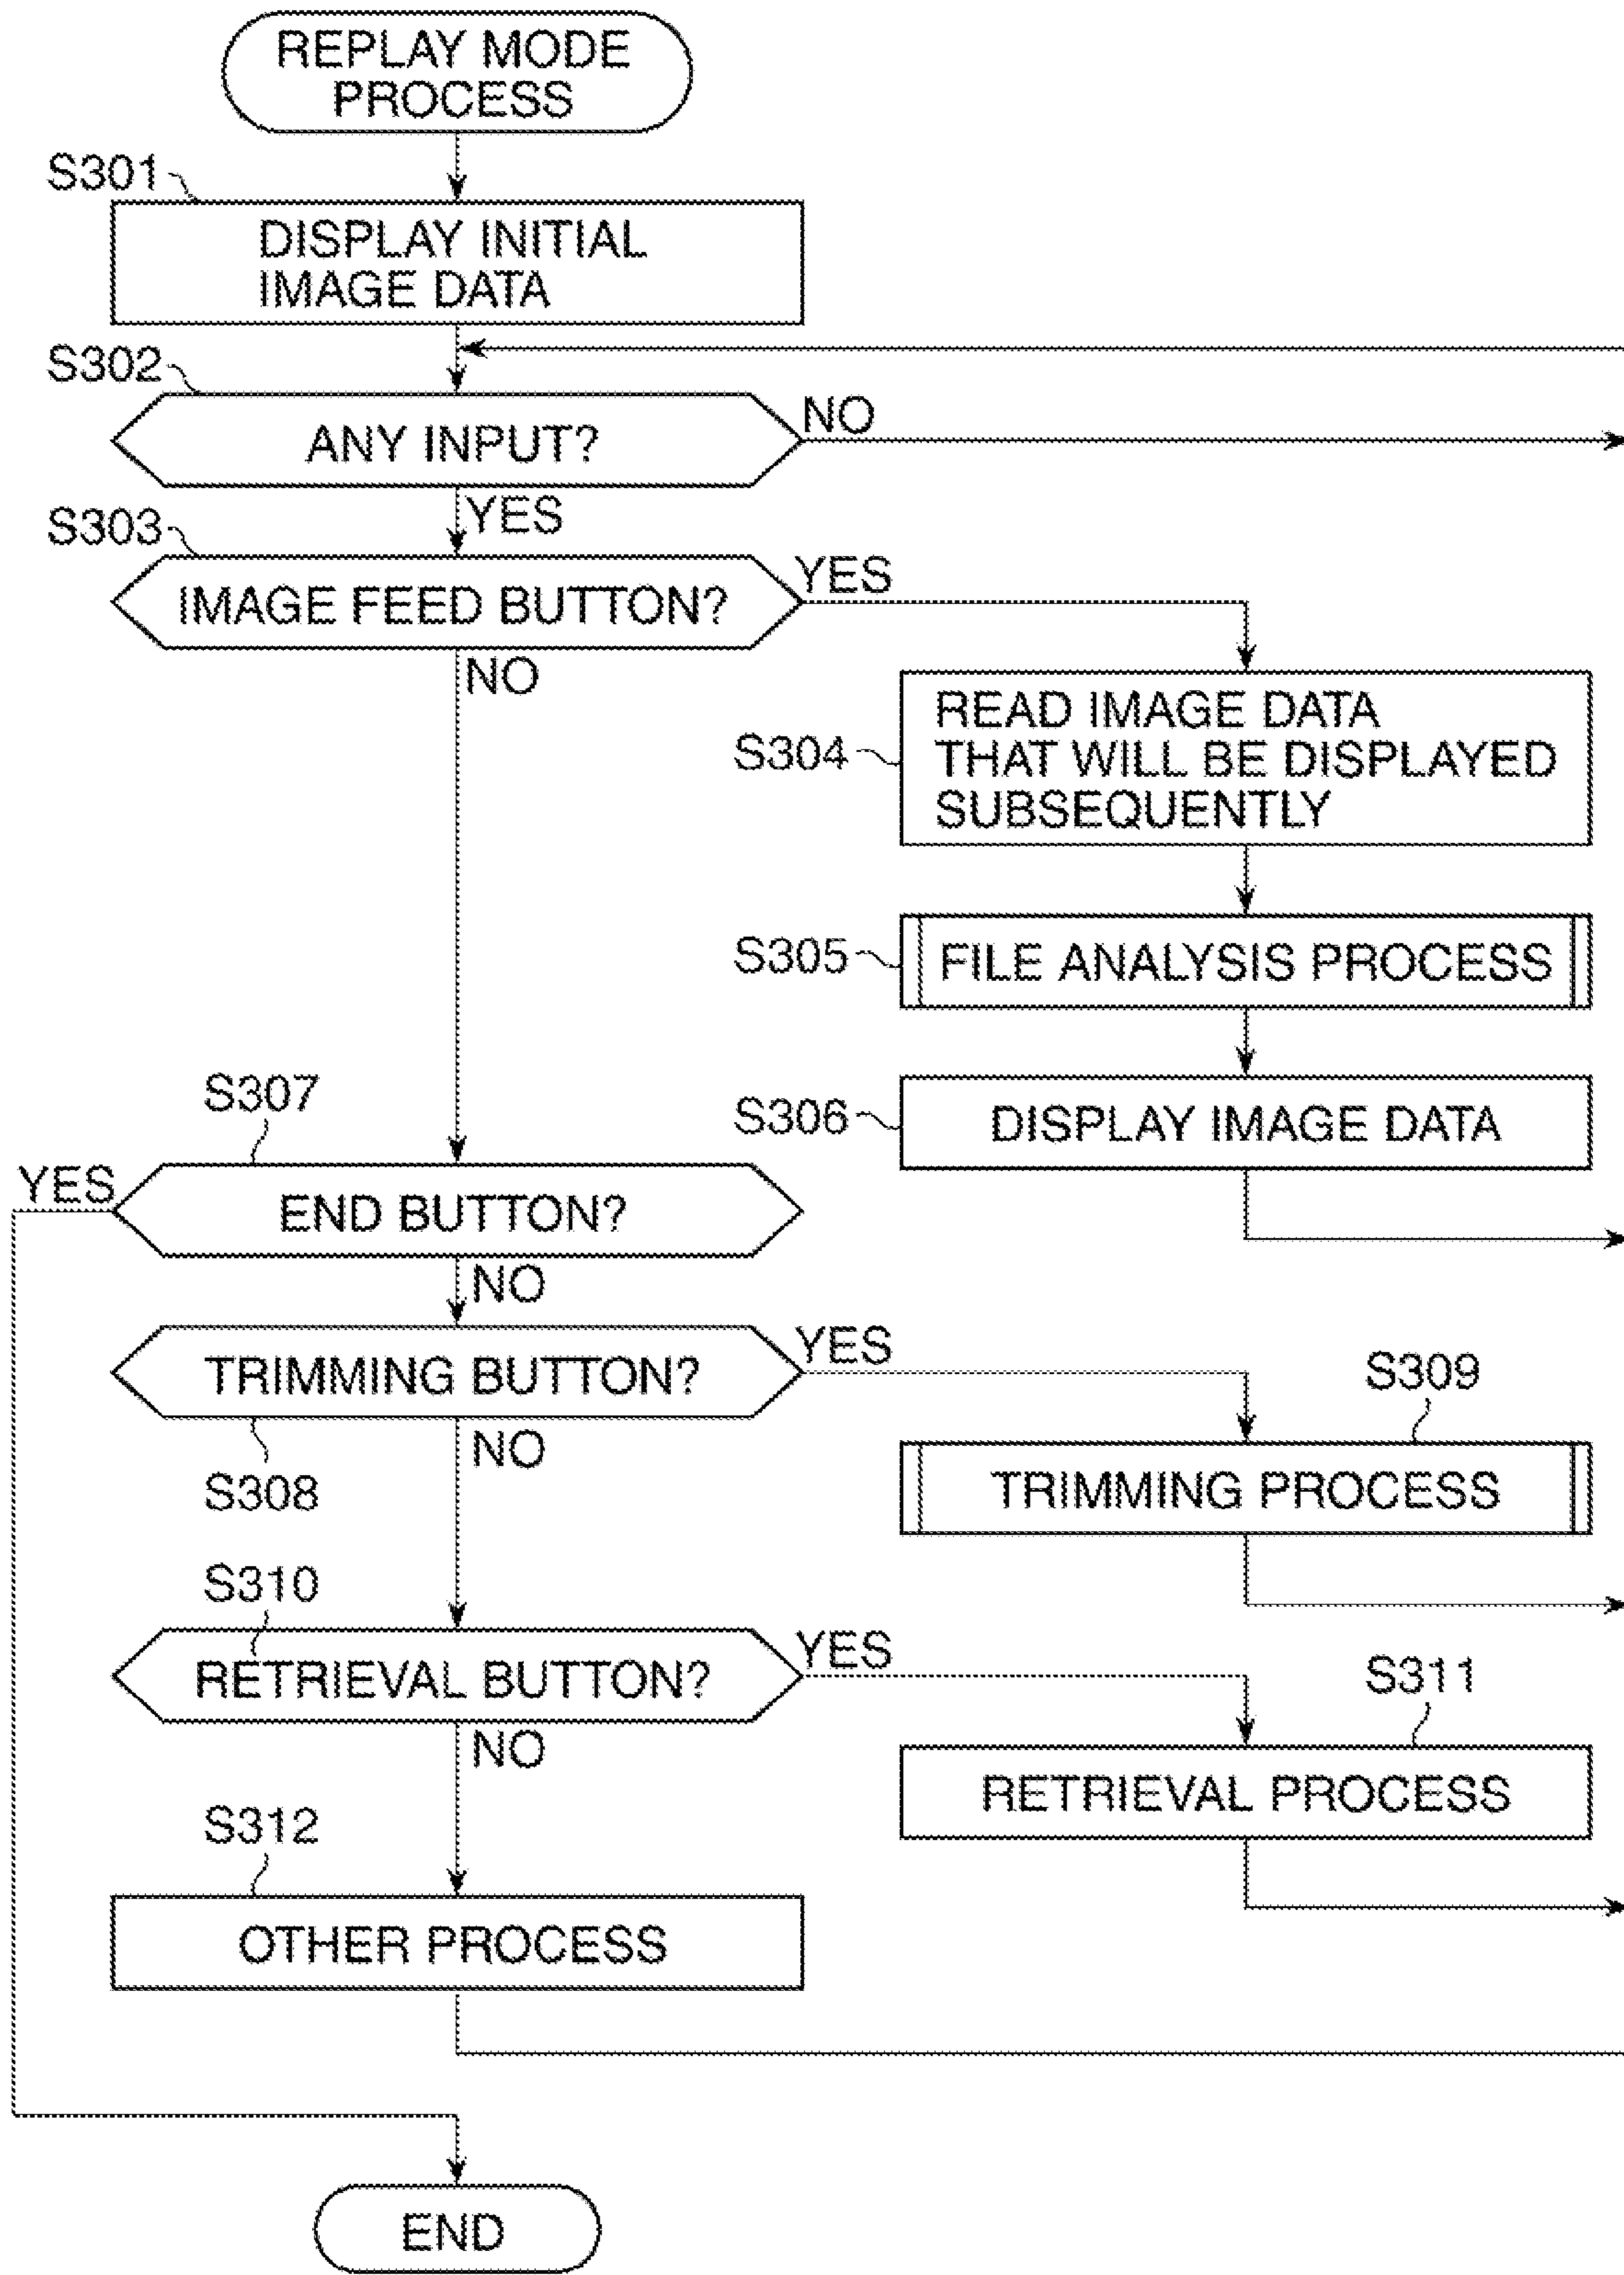 REPLAY MODE
PROCESS
S301
DISPLAY INITIAL
IMAGE DATA
S302
ANY INPUT?
NO
YES
S303
IMAGE FEED BUTTON?
YES
NO
S304
READ IMAGE DATA
THAT WILL BE DISPLAYED
SUBSEQUENTLY
S305
FILE ANALYSIS PROCESS
S306
DISPLAY IMAGE DATA
S307
YES
END BUTTON?
NO
TRIMMING BUTTON?
YES
S308
NO
S309
TRIMMING PROCESS
S310
RETRIEVAL BUTTON?
YES
NO
S311
RETRIEVAL PROCESS
S312
OTHER PROCESS
END